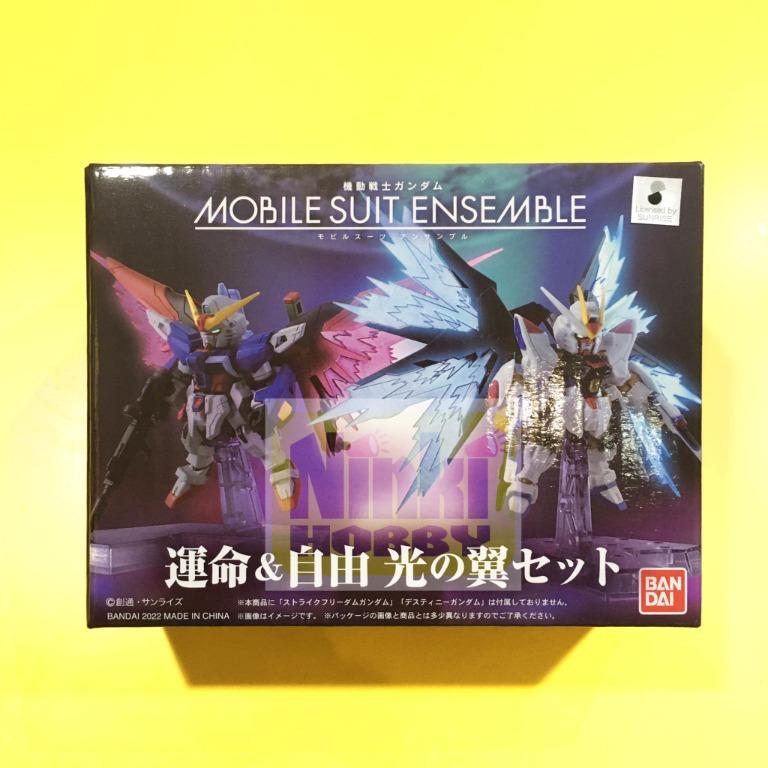 機動戦士ガンダム
MOBILE SUIT ENSEMBLE
モビルスーツ アンサンブル
Licensed by
SUNRISE
Ninki
HOBBY
運命&自由 光の翼セット
BAN
DAI
©創通・サンライズ
※本商品に「ストライクフリーダムガンダム」「デスティニーガンダム」は付属しておりません。
BANDAI 2022 MADE IN CHINA
※画像はイメージです。 ※パッケージの画像と商品とは多少異なりますのでご了承ください。